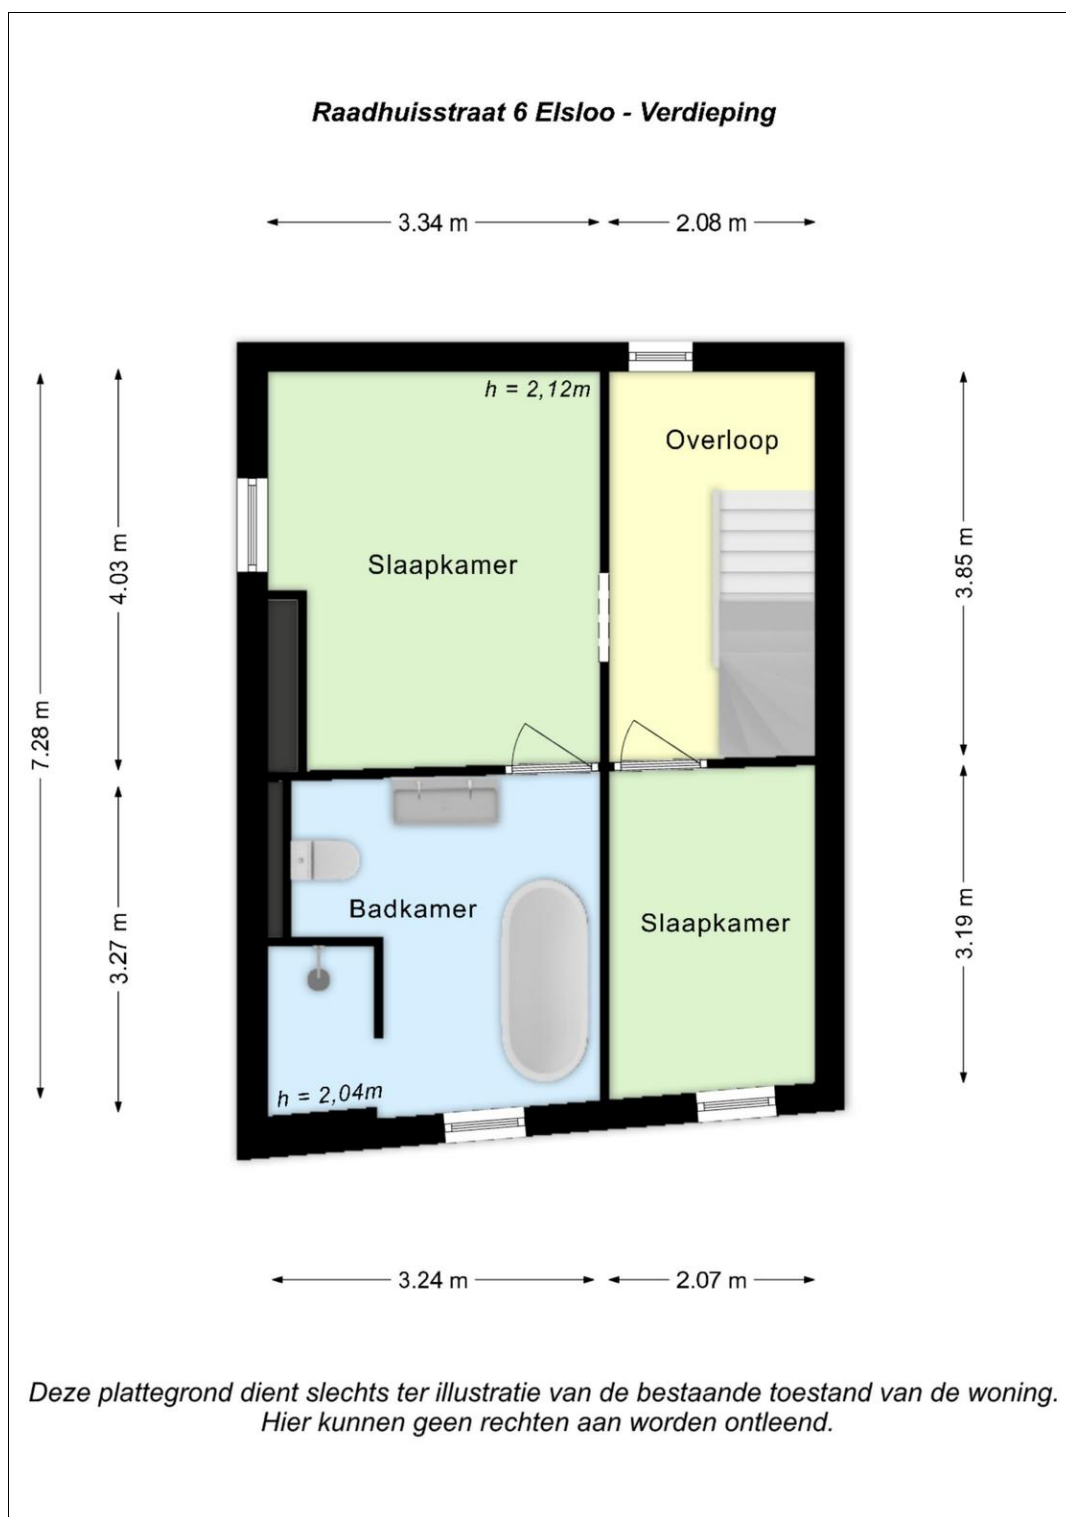 Raadhuisstraat 6 Elsloo - Verdieping
3.34 m
2.08 m
h = 2,12m
Overloop
Slaapkamer
4.03 m
3.85 m
7.28 m
Badkamer
Slaapkamer
3.27 m
3.19 m
h = 2,04m
3.24 m
2.07 m
Deze plattegrond dient slechts ter illustratie van de bestaande toestand van de woning.
Hier kunnen geen rechten aan worden ontleend.